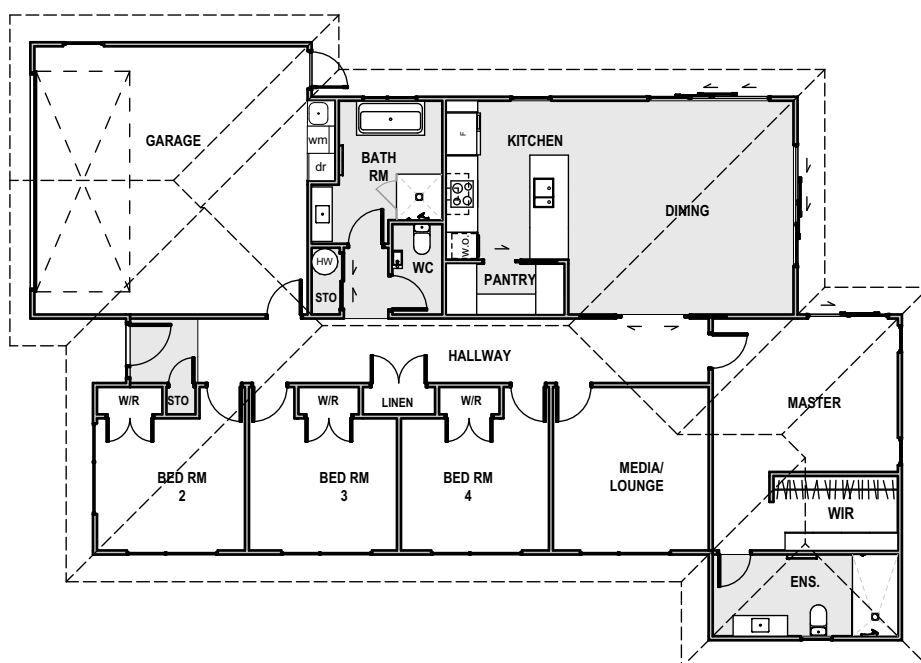 GARAGE
wm
dr
BATH
RM
F
KITCHEN
DINING
W.O.
HW
STO
WC
PANTRY
HALLWAY
W/R
STO
W/R
LINEN
W/R
MASTER
BED RM
2
BED RM
3
BED RM
4
MEDIA/
LOUNGE
WIR
ENS.